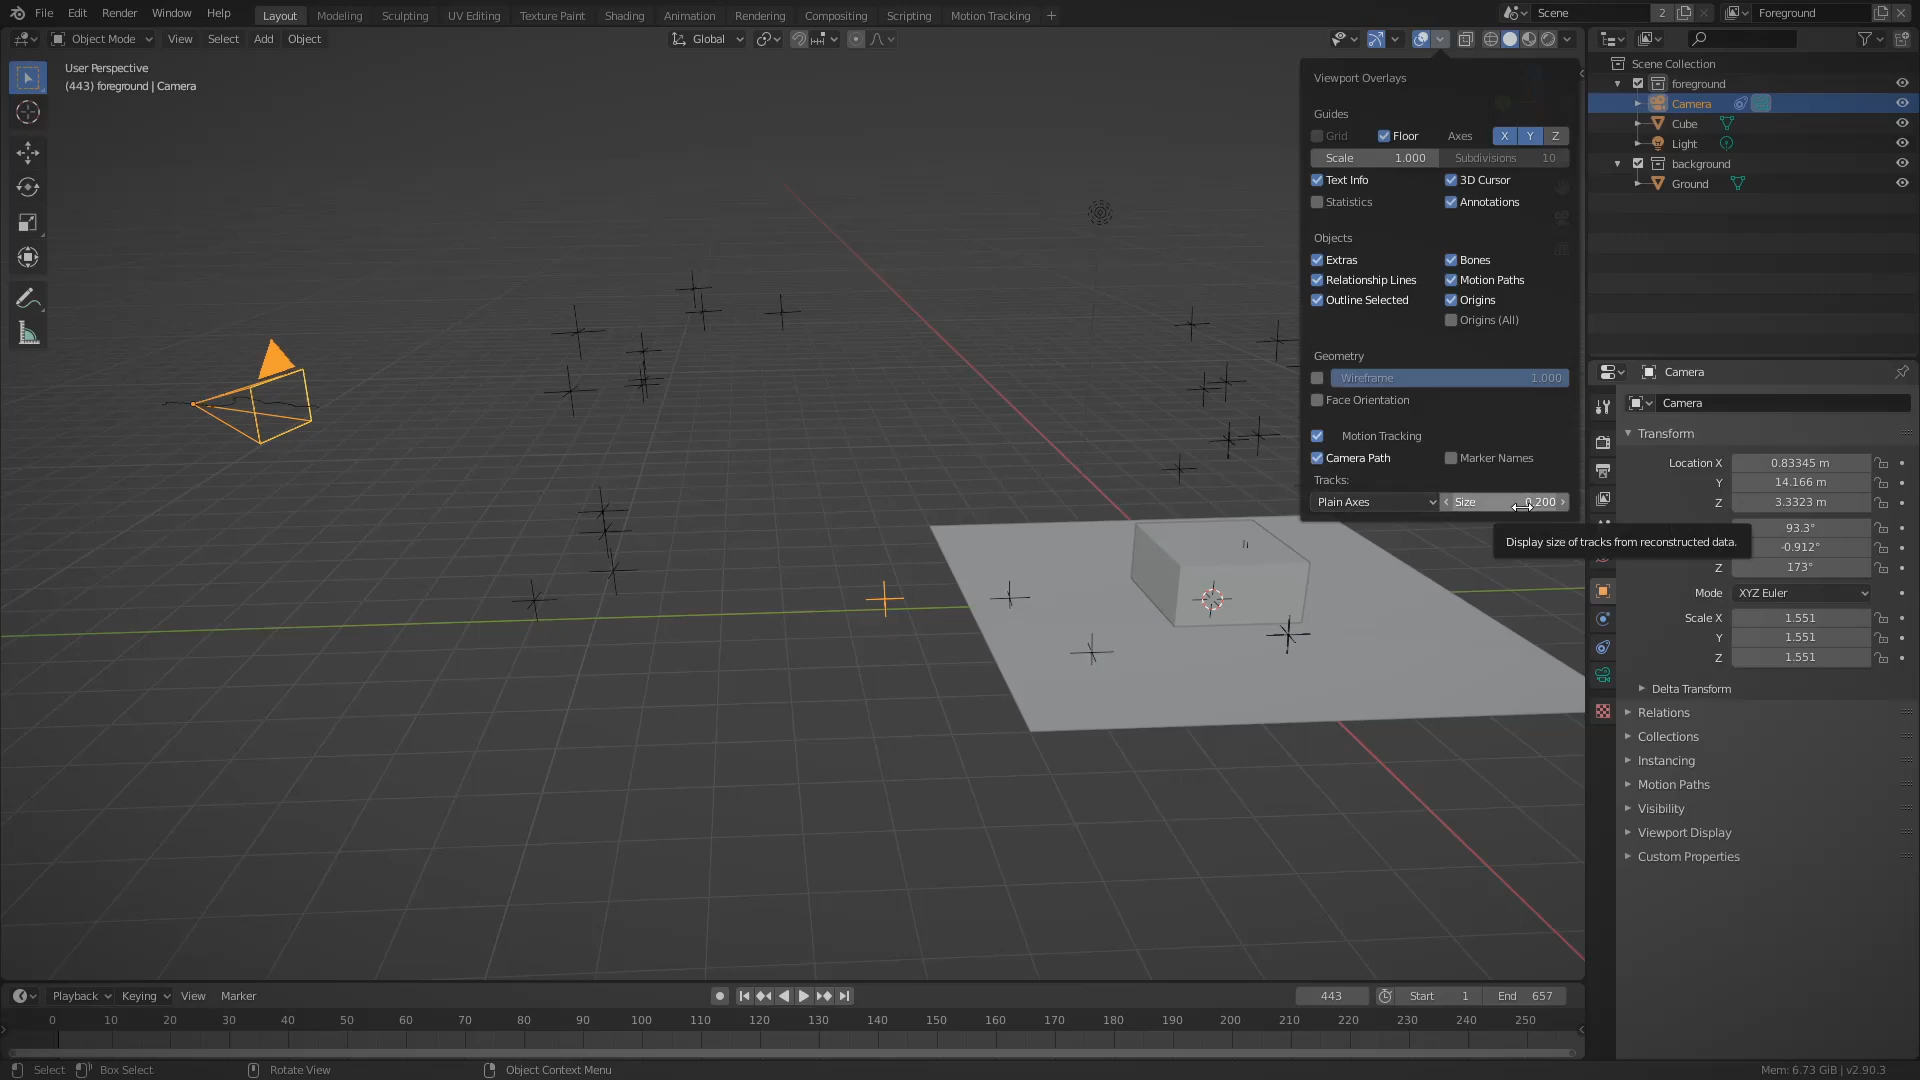 File Edit Render Window Help Layout Modeling Sculpting UV Editing Texture Paint Shading Animation Rendering Compositing Scripting Motion Tracking + Scene 2 Foreground
Object Mode View Select Add Object Global
User Perspective
(443) foreground | Camera
Viewport Overlays
Guides
Grid Floor Axes X Y Z
Scale 1.000 Subdivisions 10
Text Info 3D Cursor
Statistics Annotations
Objects
Extras Bones
Relationship Lines Motion Paths
Outline Selected Origins
Origins (All)
Geometry
Wireframe 1.000
Face Orientation
Motion Tracking
Camera Path Marker Names
Tracks:
Plain Axes Size 0.200
Display size of tracks from reconstructed data.
Scene Collection
foreground
Camera
Cube
Light
background
Ground
Camera
Camera
Transform
Location X 0.83345 m
Y 14.166 m
Z 3.3323 m
93.3°
-0.912°
Z 173°
Mode XYZ Euler
Scale X 1.551
Y 1.551
Z 1.551
Delta Transform
Relations
Collections
Instancing
Motion Paths
Visibility
Viewport Display
Custom Properties
Playback Keying View Marker 443 Start 1 End 657
0 10 20 30 40 50 60 70 80 90 100 110 120 130 140 150 160 170 180 190 200 210 220 230 240 250
Select Box Select Rotate View Object Context Menu Mem: 6.73 GiB | v2.90.3